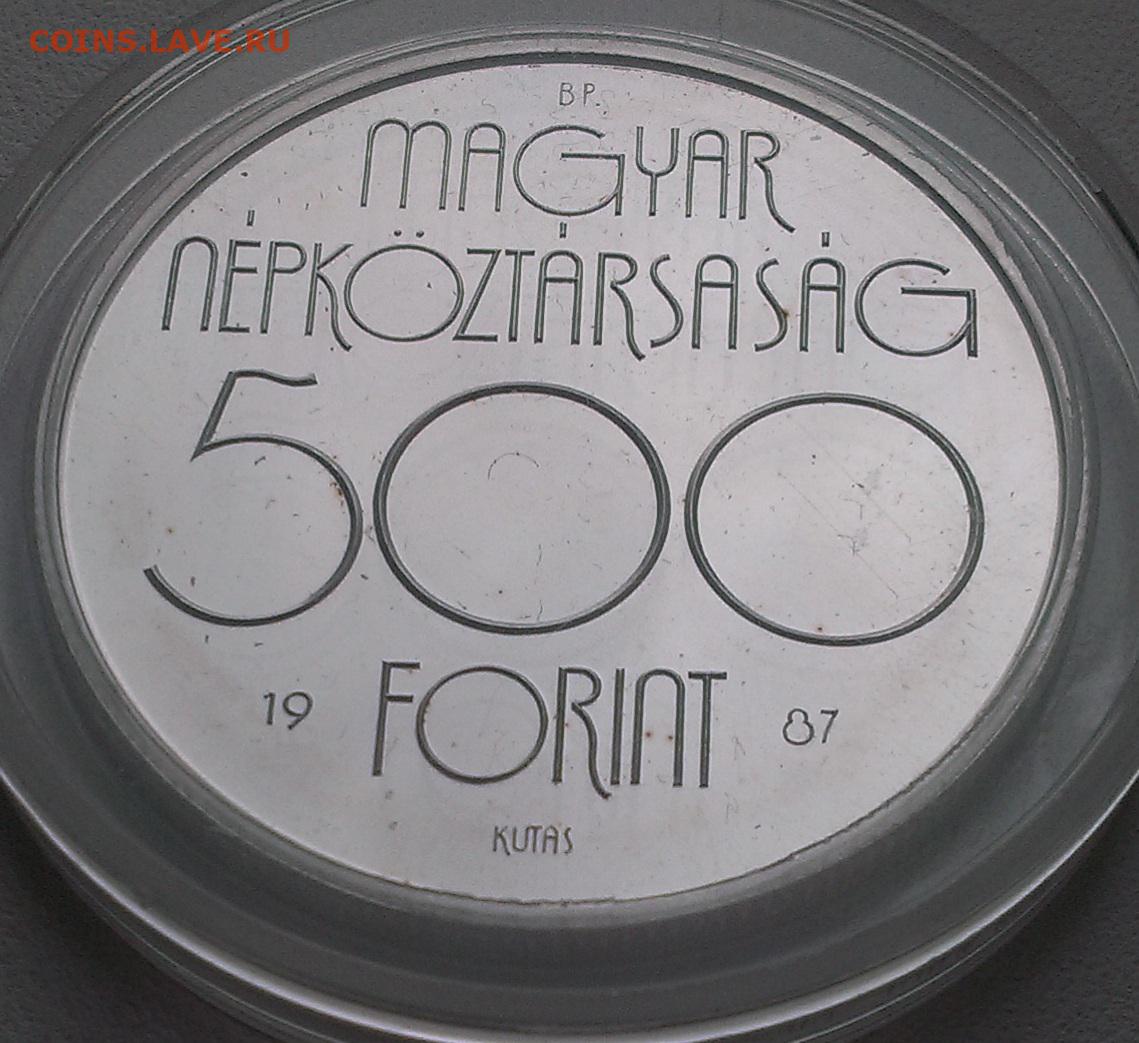 COINS.LAVE.RU
BP.
MAGYAR
NÉPKÖZTÁRSASÁG
500
19 FORINT 87
KUTAS